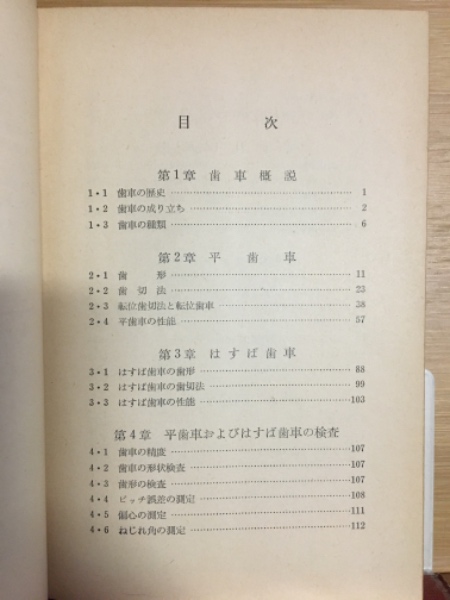 目次
第1章 歯車概説
1・1 歯車の歴史 1
1・2 歯車の成り立ち 2
1・3 歯車の種類 6
第2章 平歯車
2・1 歯形 11
2・2 歯切法 23
2・3 転位歯切法と転位歯車 38
2・4 平歯車の性能 57
第3章 はすば歯車
3・1 はすば歯車の歯形 88
3・2 はすば歯車の歯切法 99
3・3 はすば歯車の性能 103
第4章 平歯車およびはすば歯車の検査
4・1 歯車の精度 107
4・2 歯車の形状検査 107
4・3 歯形の検査 107
4・4 ピッチ誤差の測定 108
4・5 偏心の測定 111
4・6 ねじれ角の測定 112